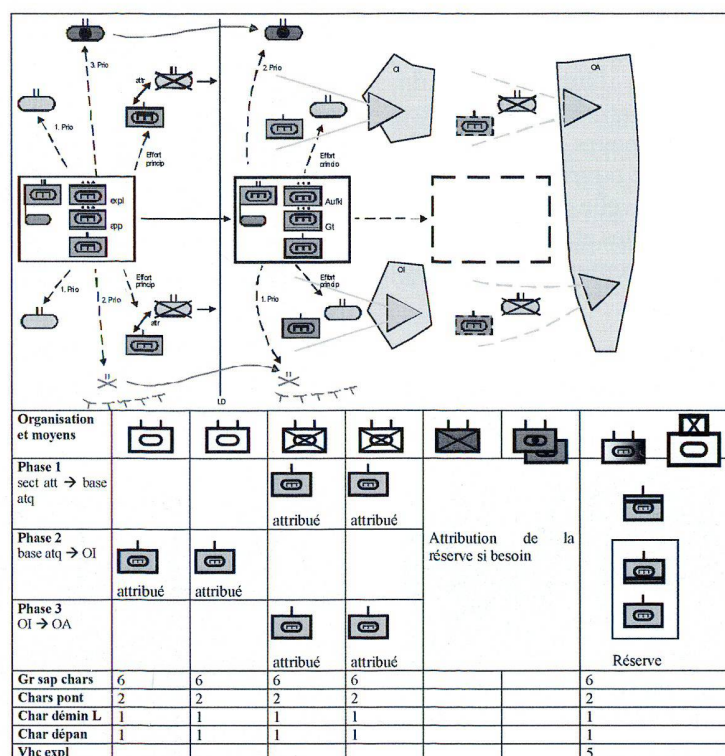 3. Prio
attr
1. Prio
Effort
princip
expl
app
1. Prio
2. Prio
Effort
princip
attr
LD
2. Prio
Effort
princip
Aufkl
Gt
1. Prio
Effort
princip
OI
OI
OA
Organisation
et moyens
Phase 1
sect att → base
atq
attribué attribué
Phase 2
base atq → OI
attribué attribué
Attribution de la
réserve si besoin
Phase 3
OI → OA
attribué attribué
Réserve
Gr sap chars 6 6 6 6 6
Chars pont 2 2 2 2 2
Char démin L 1 1 1 1 1
Char dépan 1 1 1 1 1
Vhc expl 5